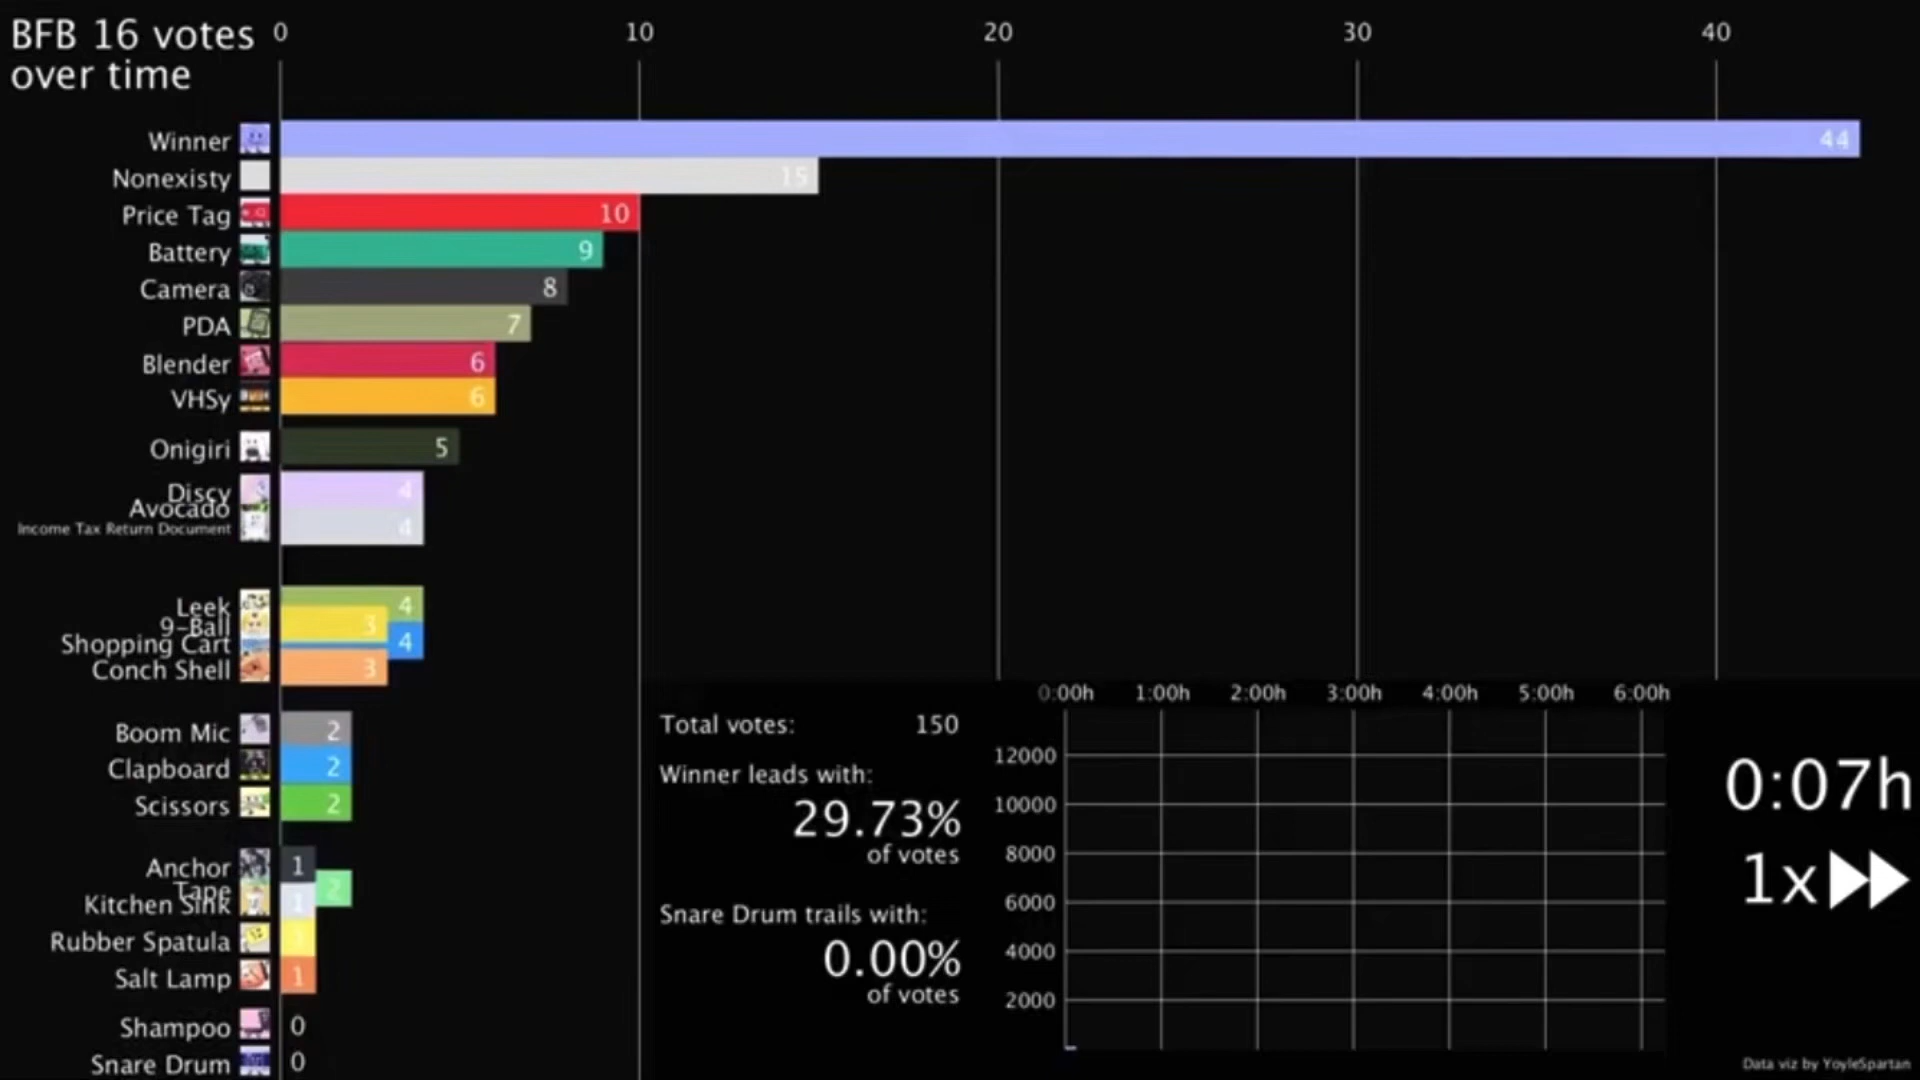 BFB 16 votes
over time
0 10 20 30 40
Winner 44
Nonexisty 15
Price Tag 10
Battery 9
Camera 8
PDA 7
Blender 6
VHSy 6
Onigiri 5
Discy 4
Avocado
Income Tax Return Document 4
Leek 4
9-Ball 3
Shopping Cart 4
Conch Shell 3
Boom Mic 2
Clapboard 2
Scissors 2
Anchor 1
Tape 2
Kitchen Sink 1
Rubber Spatula 1
Salt Lamp 1
Shampoo 0
Snare Drum 0
Total votes: 150
Winner leads with:
29.73%
of votes
Snare Drum trails with:
0.00%
of votes
0:00h 1:00h 2:00h 3:00h 4:00h 5:00h 6:00h
12000
10000
8000
6000
4000
2000
0:07h
1x
Data viz by YoyleSpartan